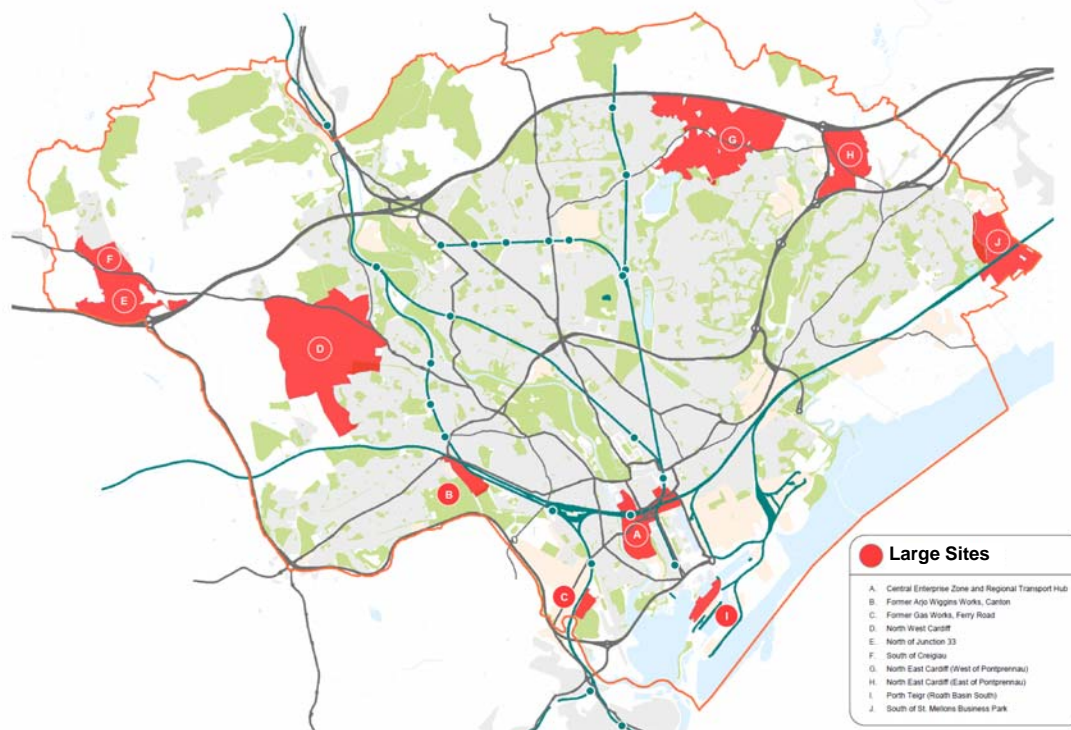 G
H
J
F
E
D
B
A
C
I
Large Sites
A. Central Enterprise Zone and Regional Transport Hub
B. Former Arjo Wiggins Works, Canton
C. Former Gas Works, Ferry Road
D. North West Cardiff
E. North of Junction 33
F. South of Creigiau
G. North East Cardiff (West of Pontprennau)
H. North East Cardiff (East of Pontprennau)
I. Porth Teigr (Roath Basin South)
J. South of St. Mellons Business Park